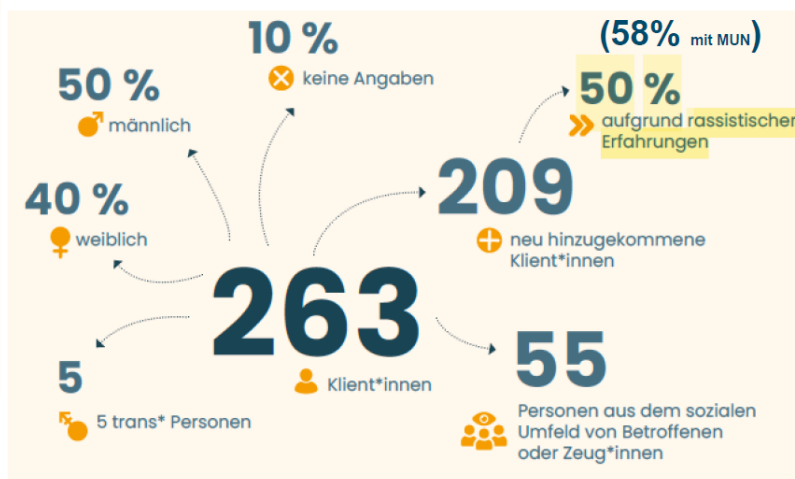 10 %
keine Angaben
(58% mit MUN)
50 %
männlich
50 %
aufgrund rassistischer
Erfahrungen
40 %
weiblich
209
neu hinzugekommene
Klient*innen
263
Klient*innen
5
5 trans* Personen
55
Personen aus dem sozialen
Umfeld von Betroffenen
oder Zeug*innen